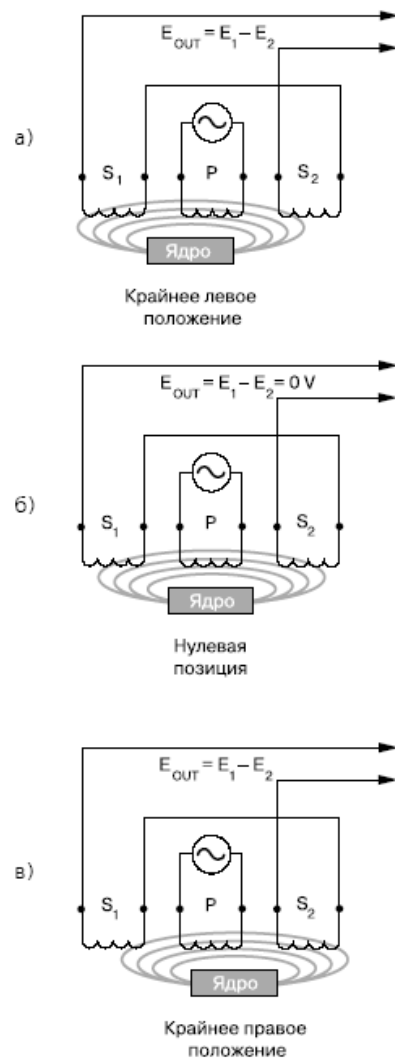 E_OUT = E_1 – E_2
а)
S_1 P S_2
Ядро
Крайнее левое
положение
E_OUT = E_1 – E_2 = 0 V
б)
S_1 P S_2
Ядро
Нулевая
позиция
E_OUT = E_1 – E_2
в)
S_1 P S_2
Ядро
Крайнее правое
положение